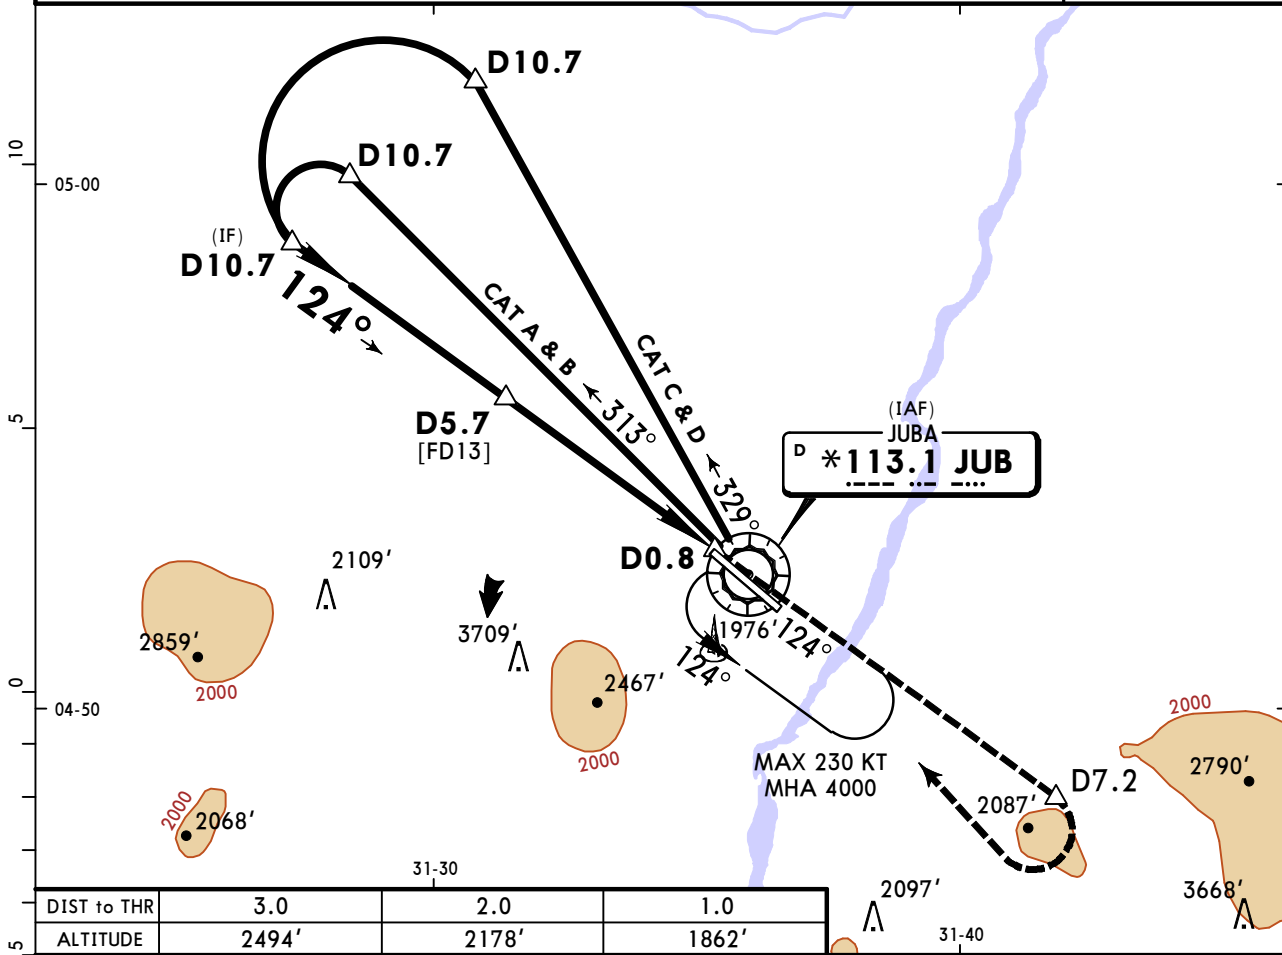 D10.7
D10.7
10
05-00
(IF)
D10.7
124°
CAT A & B
313°
CAT C & D
329°
5
D5.7
[FD13]
(IAF)
JUBA
D *113.1 JUB
D0.8
2109'
1976'
124°
3709'
124°
2859'
2000
2467'
2000
0
04-50
2000
2790'
MAX 230 KT
MHA 4000
D7.2
2087'
2000
2068'
31-30
2097'
3668'
31-40
5
DIST to THR 3.0 2.0 1.0
ALTITUDE 2494' 2178' 1862'